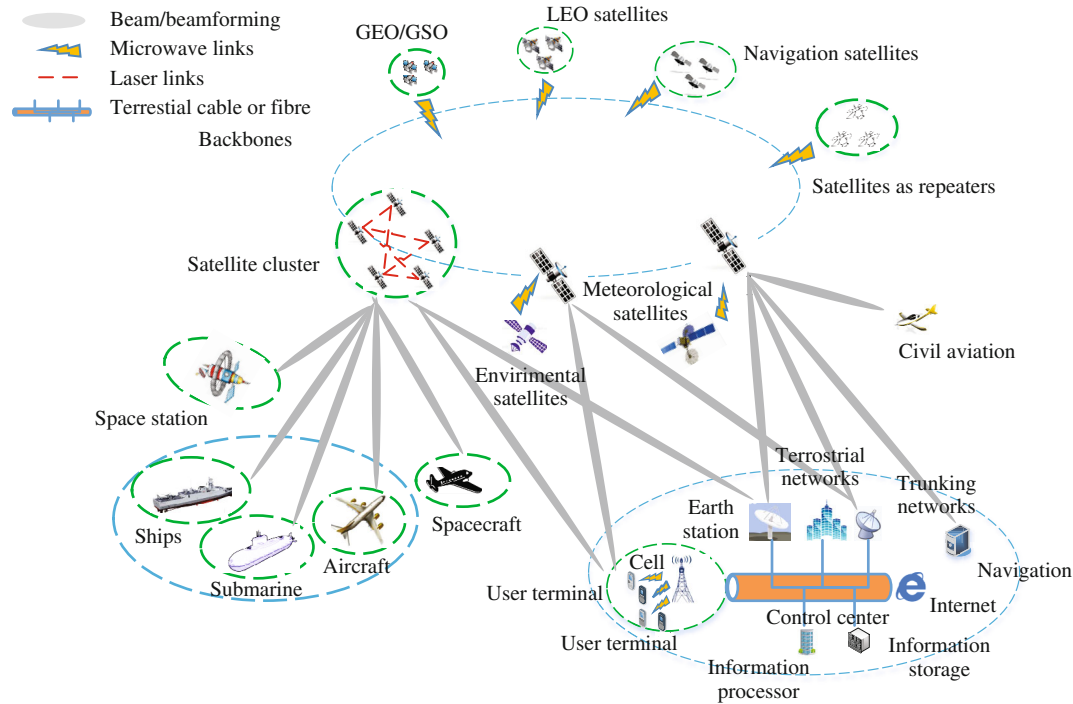 Beam/beamforming
Microwave links
Laser links
Terrestial cable or fibre
Backbones
GEO/GSO
LEO satellites
Navigation satellites
Satellites as repeaters
Satellite cluster
Meteorological
satellites
Civil aviation
Envirimental
satellites
Space station
Ships
Submarine
Aircraft
Spacecraft
Terrostrial
networks
Trunking
networks
Earth
station
Cell
User terminal
User terminal
Navigation
Internet
Control center
Information
processor
Information
storage